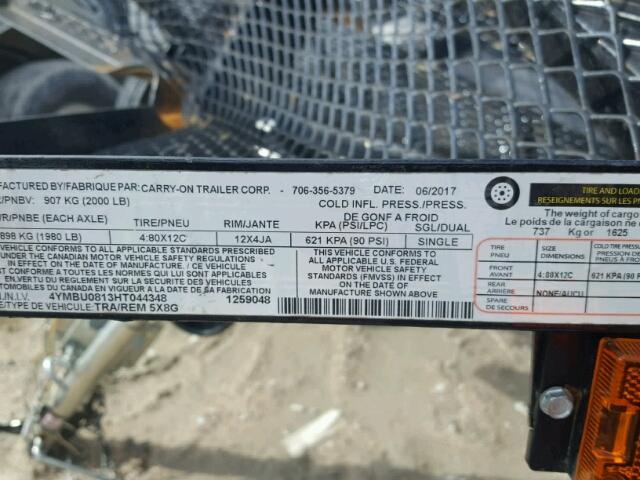 FACTURED BY/FABRIQUE PAR: CARRY-ON TRAILER CORP. - 706-356-5379 DATE: 06/2017
/PNBV: 907 KG (2000 LB) COLD INFL. PRESS./PRESS.
DE GONF A FROID
R/PNBE (EACH AXLE) TIRE/PNEU RIM/JANTE KPA (PSI/LPC) SGL/DUAL
898 KG (1980 LB) 4:80X12C 12X4JA 621 KPA (90 PSI) SINGLE
VEHICLE CONFORMS TO ALL APPLICABLE STANDARDS PRESCRIBED
UNDER THE CANADIAN MOTOR VEHICLE SAFETY REGULATIONS
IN EFFECT ON THE DATE OF MANUFACTURE. / CE VEHICULE
EST CONFORME A TOUTES LES NORMES QUI LUI SONT APPLICABLES
EN VERTU DU REGLEMENT SUR LA SECURITE DES VEHICULES
AUTOMOBILES DU CANADA EN VIGUEUR A LA DATE DE SA FABRICATION
I./N.I.V. 4YMBU0813HT044348 1259048
E/TYPE DE VEHICULE: TRA/REM 5X8G
THIS VEHICLE CONFORMS TO
ALL APPLICABLE U.S. FEDERAL
MOTOR VEHICLE SAFETY
STANDARDS (FMVSS) IN EFFECT
ON THE DATE OF
MANUFACTURE SHOWN ABOVE.
TIRE AND LOA
The weight of cargo
Le poids de la cargaison ne
737 Kg or 1625
TIRE
PNEU
SIZE
DIMENSIONS
COLD TIRE PRESSU
PRESSION DE
PNEU À FROI
FRONT
AVANT 4:80X12C 621 KPA (90 P
REAR
ARRIÈRE NONE/AUCU
SPARE
DE SECOURS